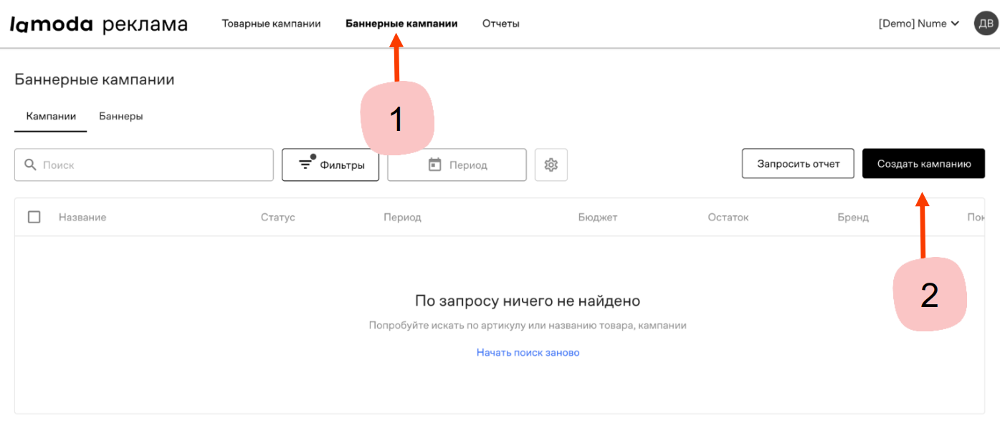 lamoda реклама Товарные кампании Баннерные кампании Отчеты [Demo] Nume ДВ
Баннерные кампании
1
Кампании Баннеры
Поиск Фильтры Период Запросить отчет Создать кампанию
Название Статус Период Бюджет Остаток Бренд Пок
2
По запросу ничего не найдено
Попробуйте искать по артикулу или названию товара, кампании
Начать поиск заново